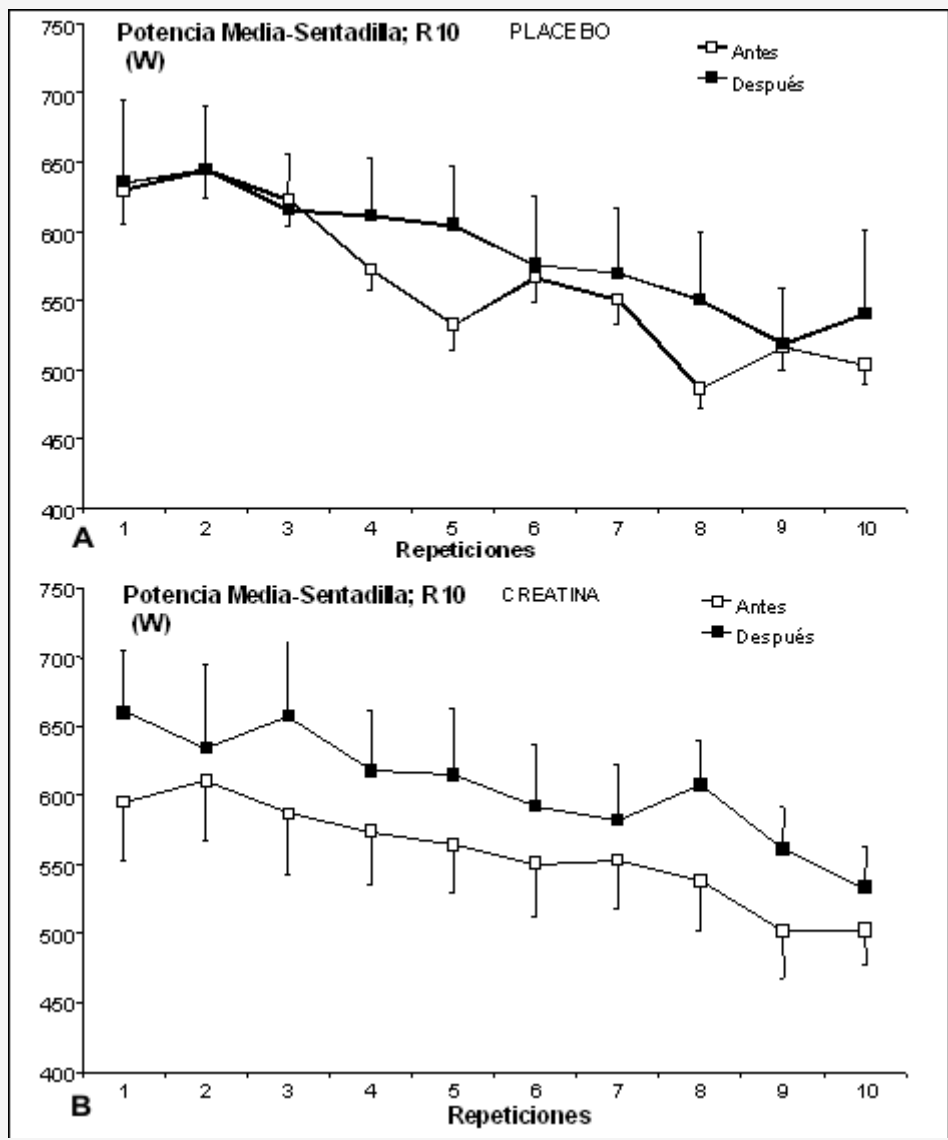 Potencia Media-Sentadilla; R10 PLACEBO
(W)
Antes
Después
750
700
650
600
550
500
450
400
1 2 3 4 5 6 7 8 9 10
A
Repeticiones
Potencia Media-Sentadilla; R10 CREATINA
(W)
Antes
Después
750
700
650
600
550
500
450
400
1 2 3 4 5 6 7 8 9 10
B
Repeticiones